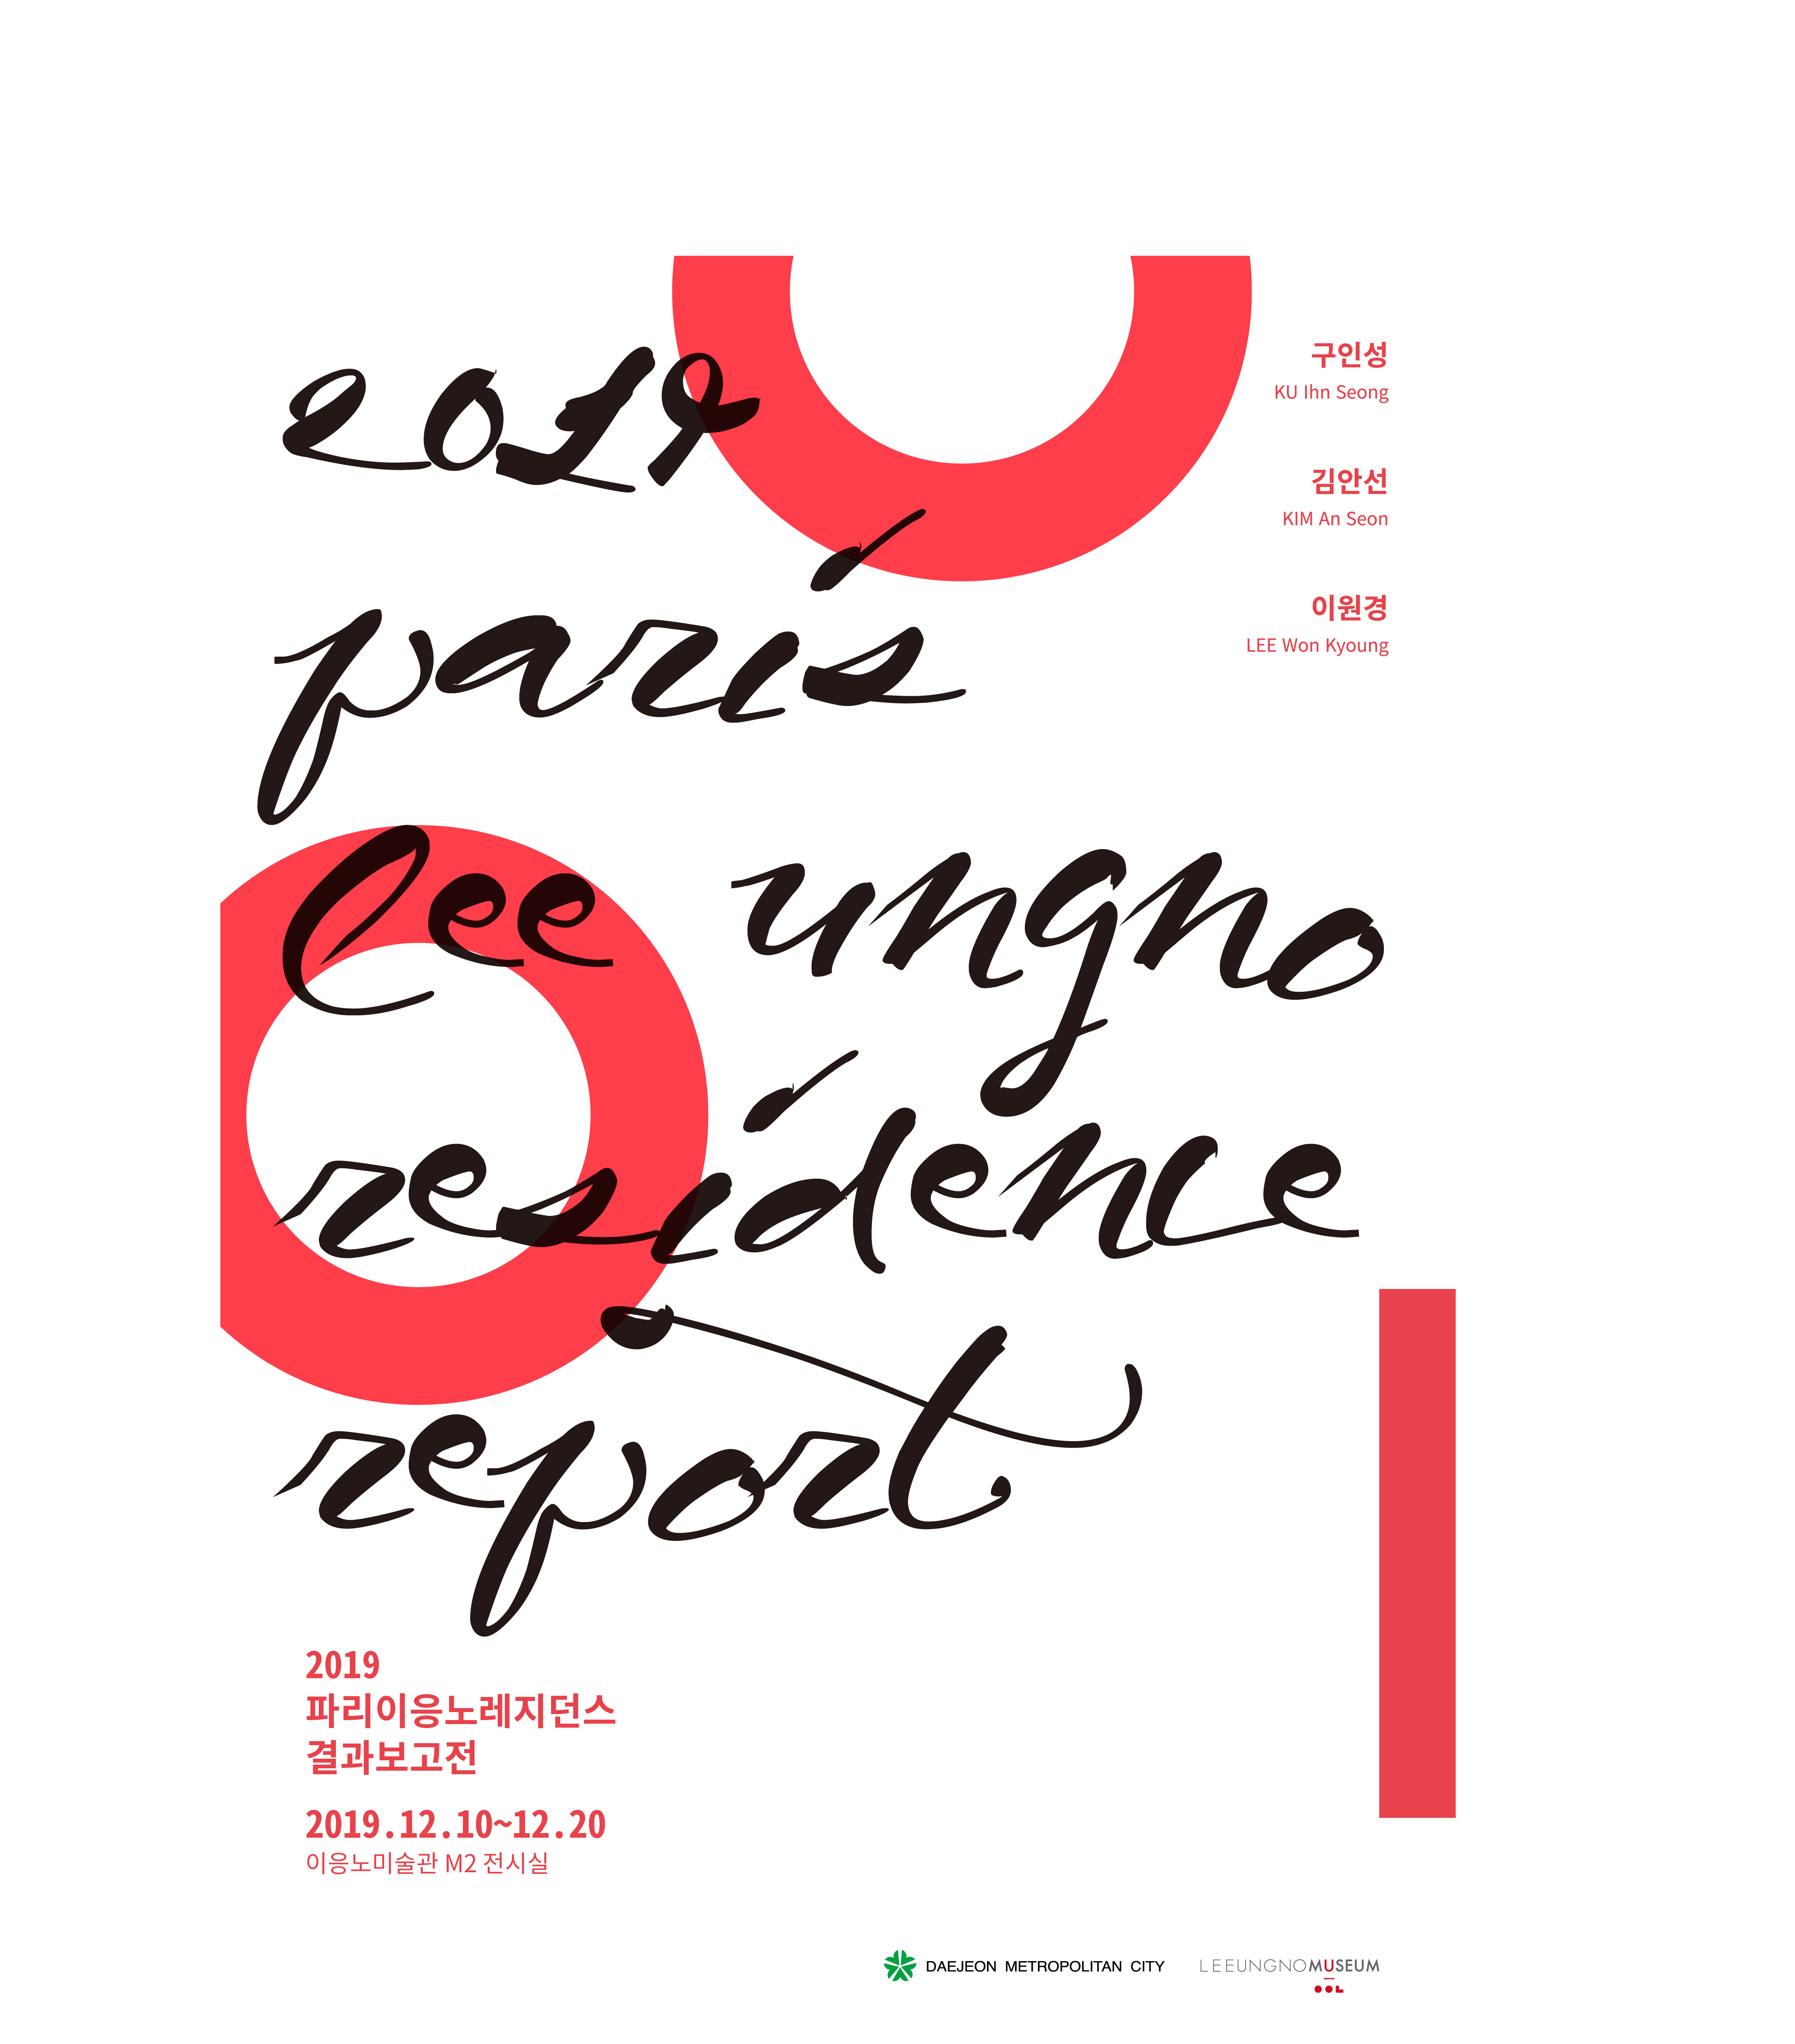 2019
paris
lee ungno
residence
report.
구인성
KU Ihn Seong
김안선
KIM An Seon
이원경
LEE Won Kyoung
2019
파리이응노레지던스
결과보고전
2019.12.10~12.20
이응노미술관 M2 전시실
DAEJEON METROPOLITAN CITY
LEEUNGNOMUSEUM